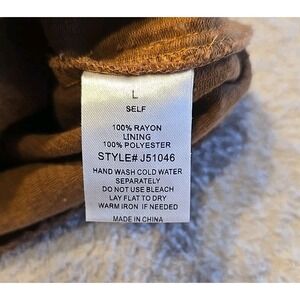 L
SELF
100% RAYON
LINING
100% POLYESTER
STYLE# J51046
HAND WASH COLD WATER
SEPARATELY
DO NOT USE BLEACH
LAY FLAT TO DRY
WARM IRON IF NEEDED
MADE IN CHINA